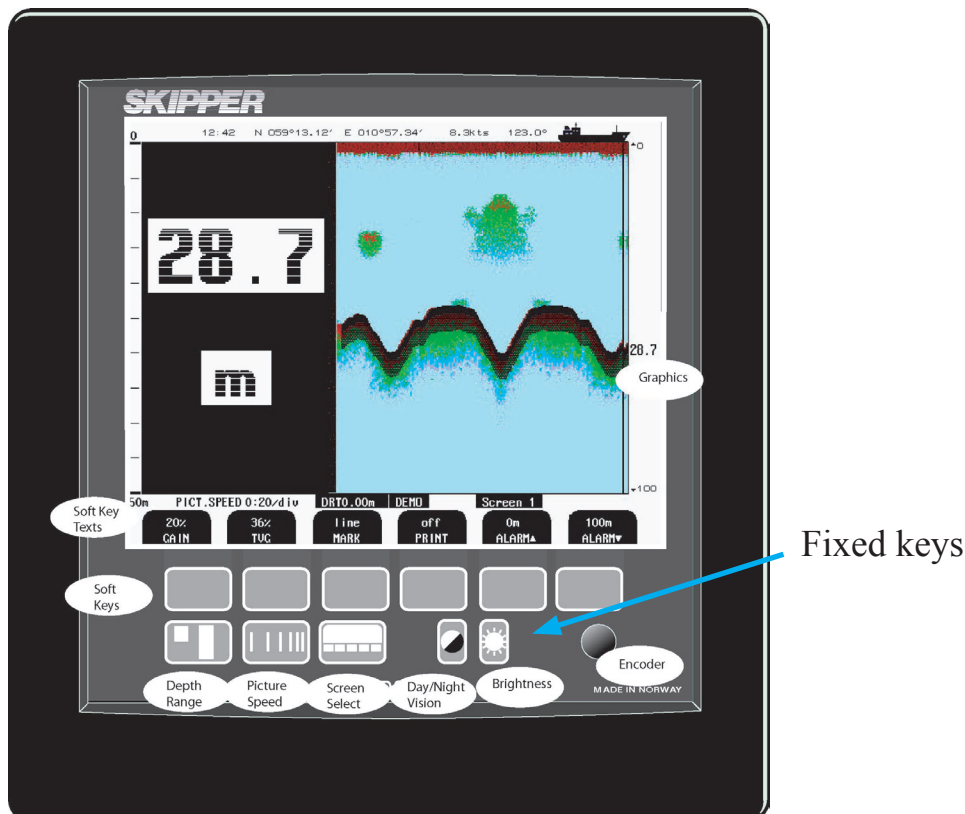 SKIPPER
0 12:42 N 059°13.12' E 010°57.34' 8.3kts 123.0°
▲0
28.7
m
28.7
Graphics
▼100
50m PICT.SPEED 0:20/div DRT0.00m DEMO Screen 1
Soft Key
Texts
20% 36% line off 0m 100m
GAIN TVG MARK PRINT ALARM▲ ALARM▼
Fixed keys
Soft
Keys
Encoder
Depth
Range
Picture
Speed
Screen
Select
Day/Night
Vision
Brightness
MADE IN NORWAY